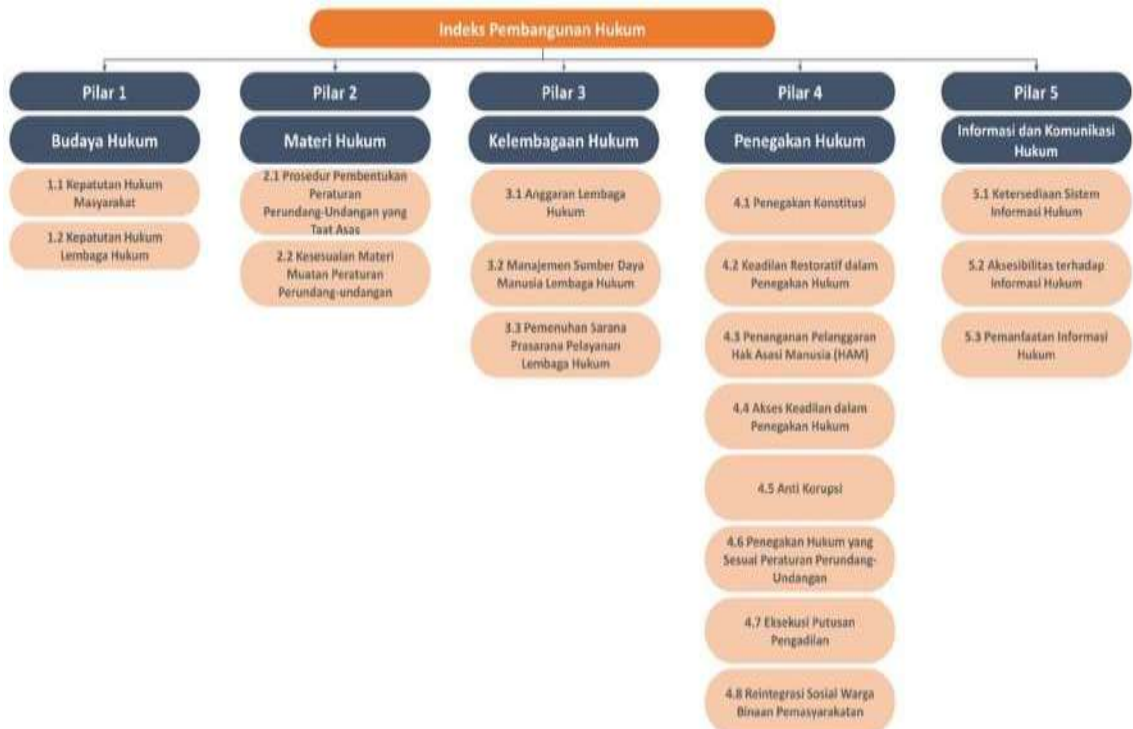 Indeks Pembangunan Hukum
Pilar 1
Budaya Hukum
1.1 Kepatutan Hukum
Masyarakat
1.2 Kepatutan Hukum
Lembaga Hukum
Pilar 2
Materi Hukum
2.1 Prosedur Pembentukan
Peraturan
Perundang-Undangan yang
Taat Asas
2.2 Kesesualan Materi
Muatan Peraturan
Perundang-undangan
Pilar 3
Kelembagaan Hukum
3.1 Anggaran Lembaga
Hukum
3.2 Manajemen Sumber Daya
Manusia Lembaga Hukum
3.3 Pemenuhan Sarana
Prasarana Pelayanan
Lembaga Hukum
Pilar 4
Penegakan Hukum
4.1 Penegakan Konstitusi
4.2 Keadilan Restoratif dalam
Penegakan Hukum
4.3 Penanganan Pelanggaran
Hak Asasi Manusia (HAM)
4.4 Akses Keadilan dalam
Penegakan Hukum
4.5 Anti Korupsi
4.6 Penegakan Hukum yang
Sesual Peraturan Perundang-
Undangan
4.7 Eksekusi Putusan
Pengadilan
4.8 Reintegrasi Sosial Warga
Binaan Pemasyarakatan
Pilar 5
Informasi dan Komunikasi
Hukum
5.1 Ketersediaan Sistem
Informasi Hukum
5.2 Aksesibilitas terhadap
Informasi Hukum
5.3 Pemanfaatan Informasi
Hukum